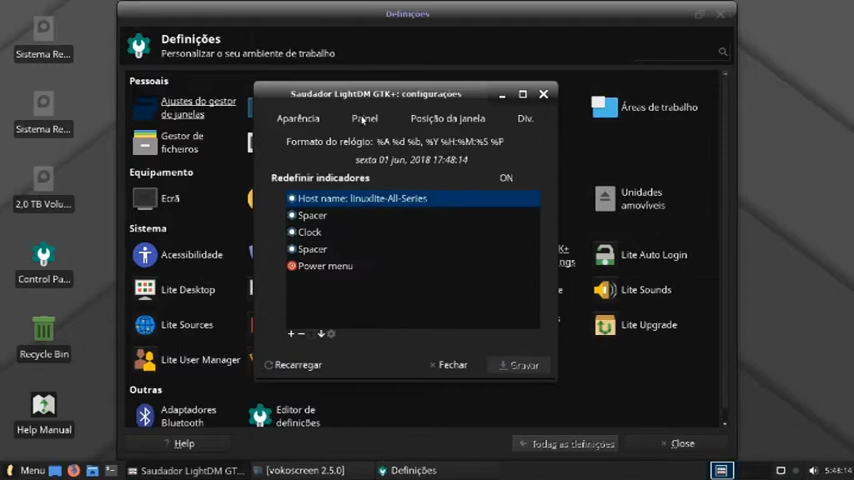 Definições
Definições
Personalizar o seu ambiente de trabalho
Sistema Re...
Sistema Re...
2,0 TB Volu...
Control Pa...
Recycle Bin
Help Manual
Pessoais
Ajustes do gestor
de janelas
Áreas de trabalho
Gestor de
ficheiros
Equipamento
Ecrã
Unidades
amovíveis
Sistema
Acessibilidade
K+
ngs
Lite Auto Login
Lite Desktop
Lite Sounds
Lite Sources
Lite Upgrade
Lite User Manager
Outras
Adaptadores
Bluetooth
Editor de
definições
Help
Todas as definições
Close
Saudador LightDM GTK+: configurações
Aparência
Painel
Posição da janela
Div.
Formato do relógio: %A %d %b, %Y %H:%M:%S %P
sexta 01 jun, 2018 17:48:14
Redefinir indicadores
ON
Host name: linuxlite-All-Series
Spacer
Clock
Spacer
Power menu
Recarregar
Fechar
Gravar
Menu
Saudador LightDM GT...
[vokoscreen 2.5.0]
Definições
5:48:14